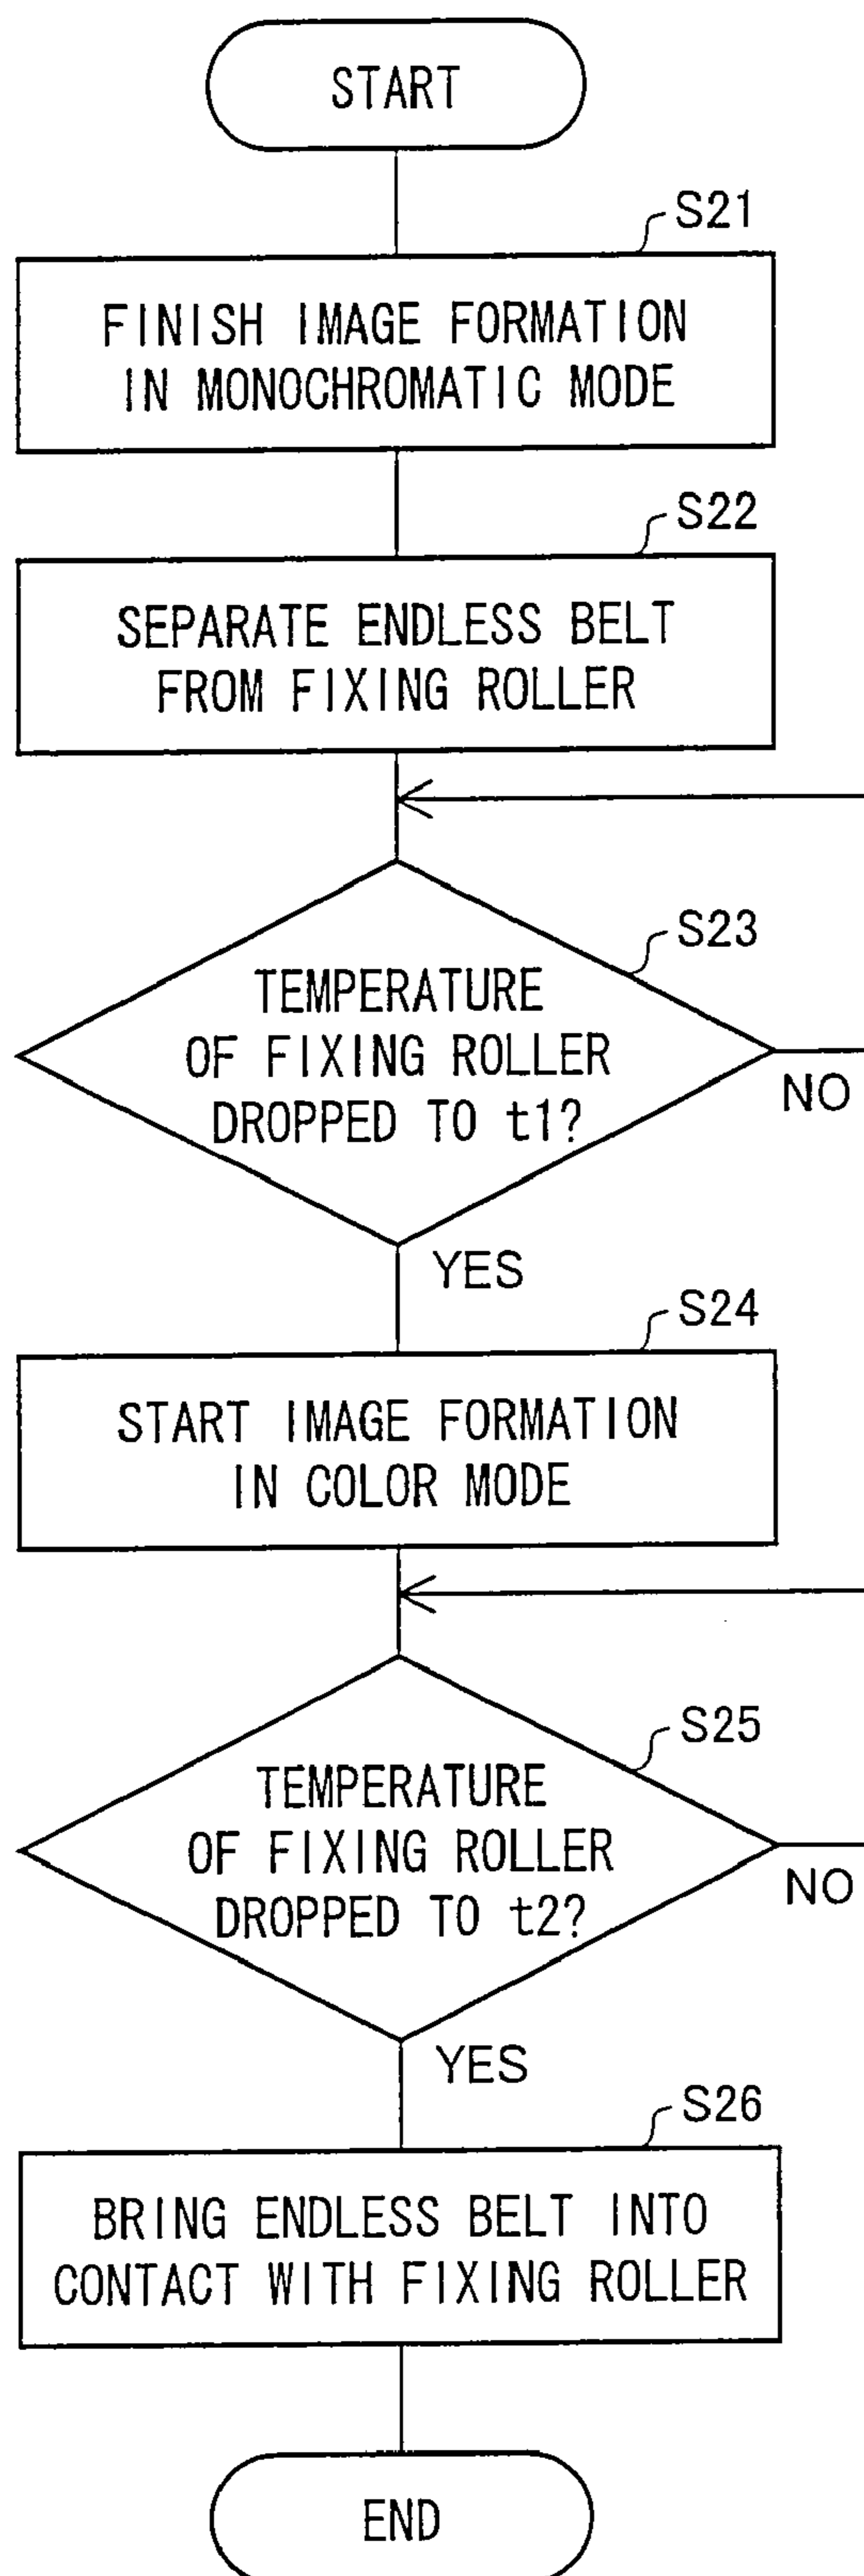 START
S21
FINISH IMAGE FORMATION
IN MONOCHROMATIC MODE
S22
SEPARATE ENDLESS BELT
FROM FIXING ROLLER
S23
TEMPERATURE
OF FIXING ROLLER
DROPPED TO t1?
NO
YES
S24
START IMAGE FORMATION
IN COLOR MODE
S25
TEMPERATURE
OF FIXING ROLLER
DROPPED TO t2?
NO
YES
S26
BRING ENDLESS BELT INTO
CONTACT WITH FIXING ROLLER
END